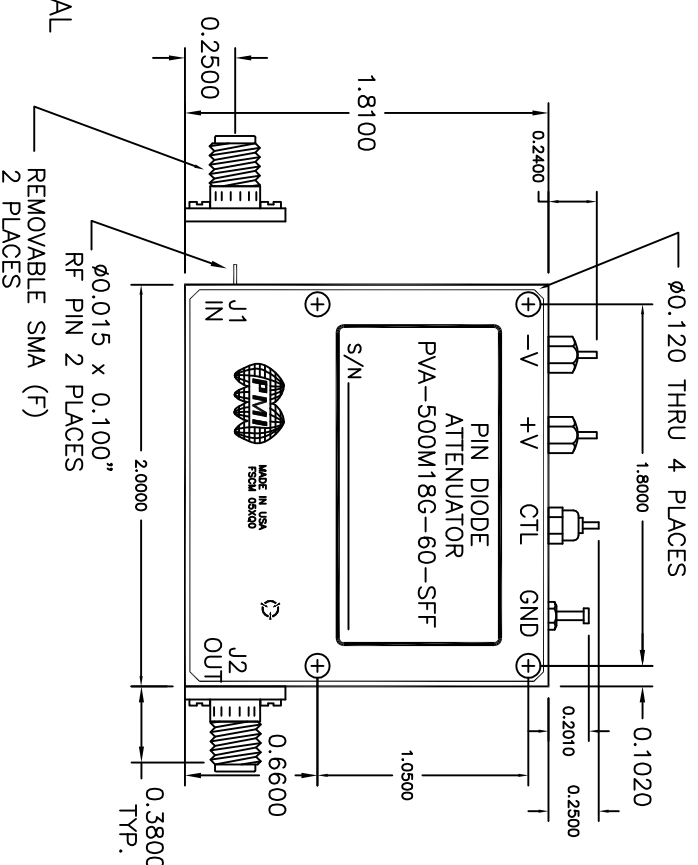 AL
0.2500
1.8100
0.2400
REMOVABLE SMA (F)
2 PLACES
ø0.015 x 0.100"
RF PIN 2 PLACES
ø0.120 THRU 4 PLACES
1.8000
0.1020
0.2010
0.2500
-V
+V
CTL
GND
PIN DIODE
ATTENUATOR
PVA-500M18G-60-SFF
S/N
J1
IN
PMI
MADE IN USA
FSCM 05XQ0
J2
OUT
2.0000
0.6600
1.0500
0.3800
TYP.